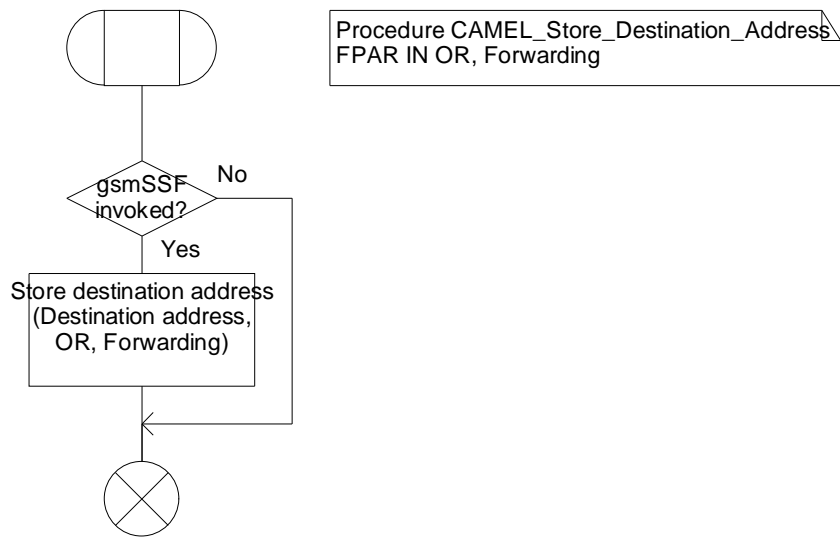 Procedure CAMEL_Store_Destination_Address
FPAR IN OR, Forwarding
gsmSSF
invoked?
No
Yes
Store destination address
(Destination address,
OR, Forwarding)